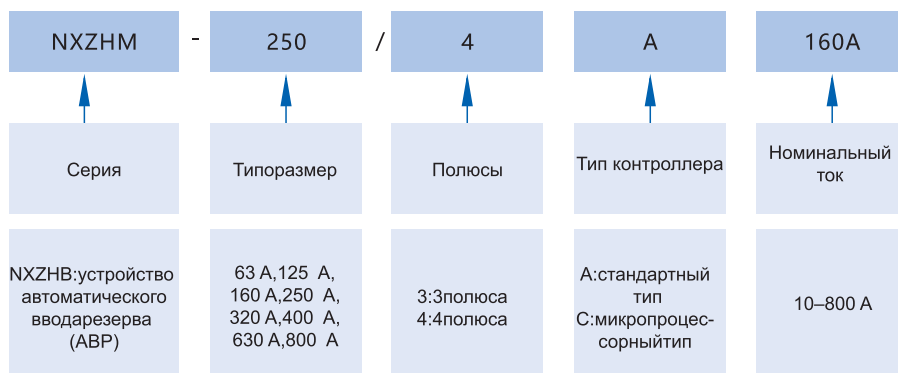 NXZHM - 250 / 4 A 160A
Серия
Типоразмер
Полюсы
Тип контроллера
Номинальный
ток
NXZHB:устройство
автоматического
вводарезерва
(АВР)
63 A,125 A,
160 A,250 A,
320 A,400 A,
630 A,800 A
3:3полюса
4:4полюса
А:стандартный
тип
С:микропроцес-
сорныйтип
10–800 A